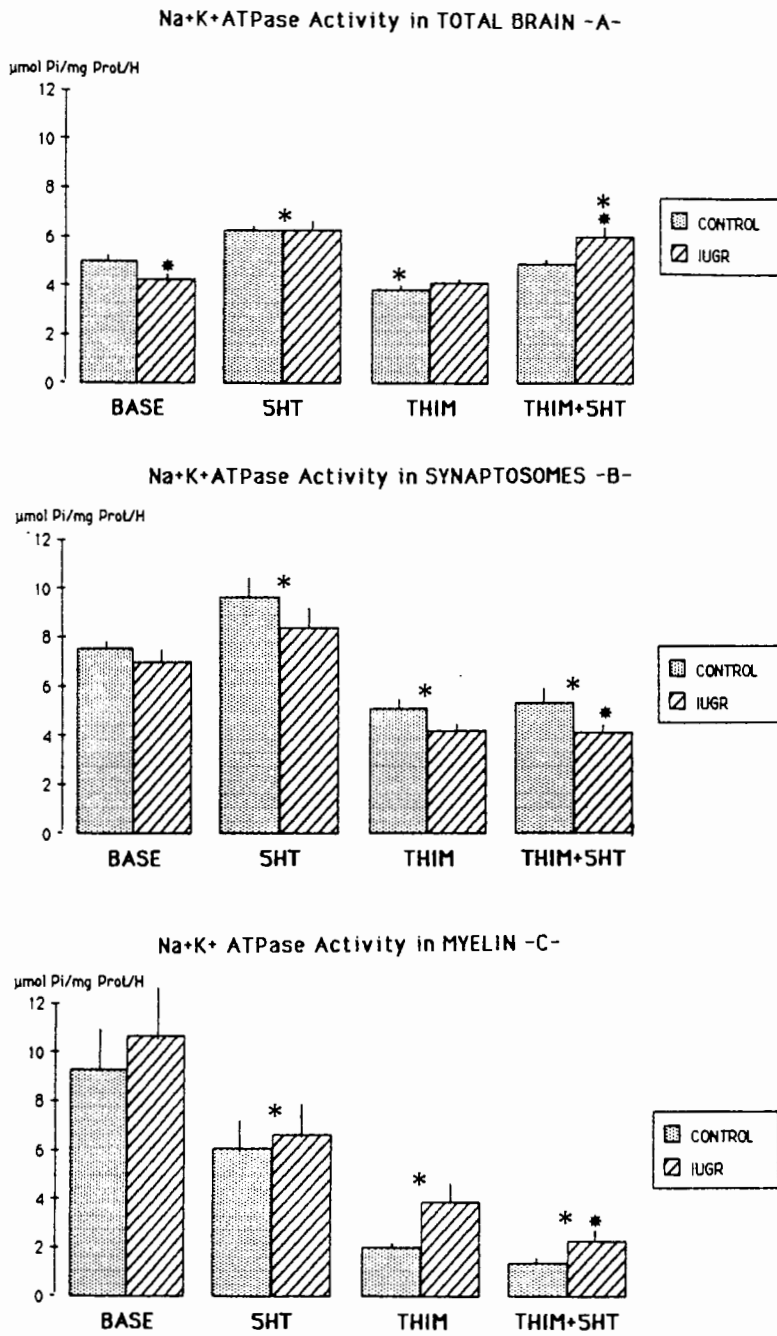 Na+K+ATPase Activity in TOTAL BRAIN -A-
µmol Pi/mg Prot/H
12
10
8
6
4
2
0
*
*
*
*
*
CONTROL
IUGR
BASE 5HT THIM THIM+5HT
Na+K+ATPase Activity in SYNAPTOSOMES -B-
µmol Pi/mg Prot/H
12
10
8
6
4
2
0
*
*
*
*
CONTROL
IUGR
BASE 5HT THIM THIM+5HT
Na+K+ ATPase Activity in MYELIN -C-
µmol Pi/mg Prot/H
12
10
8
6
4
2
0
*
*
* *
CONTROL
IUGR
BASE 5HT THIM THIM+5HT